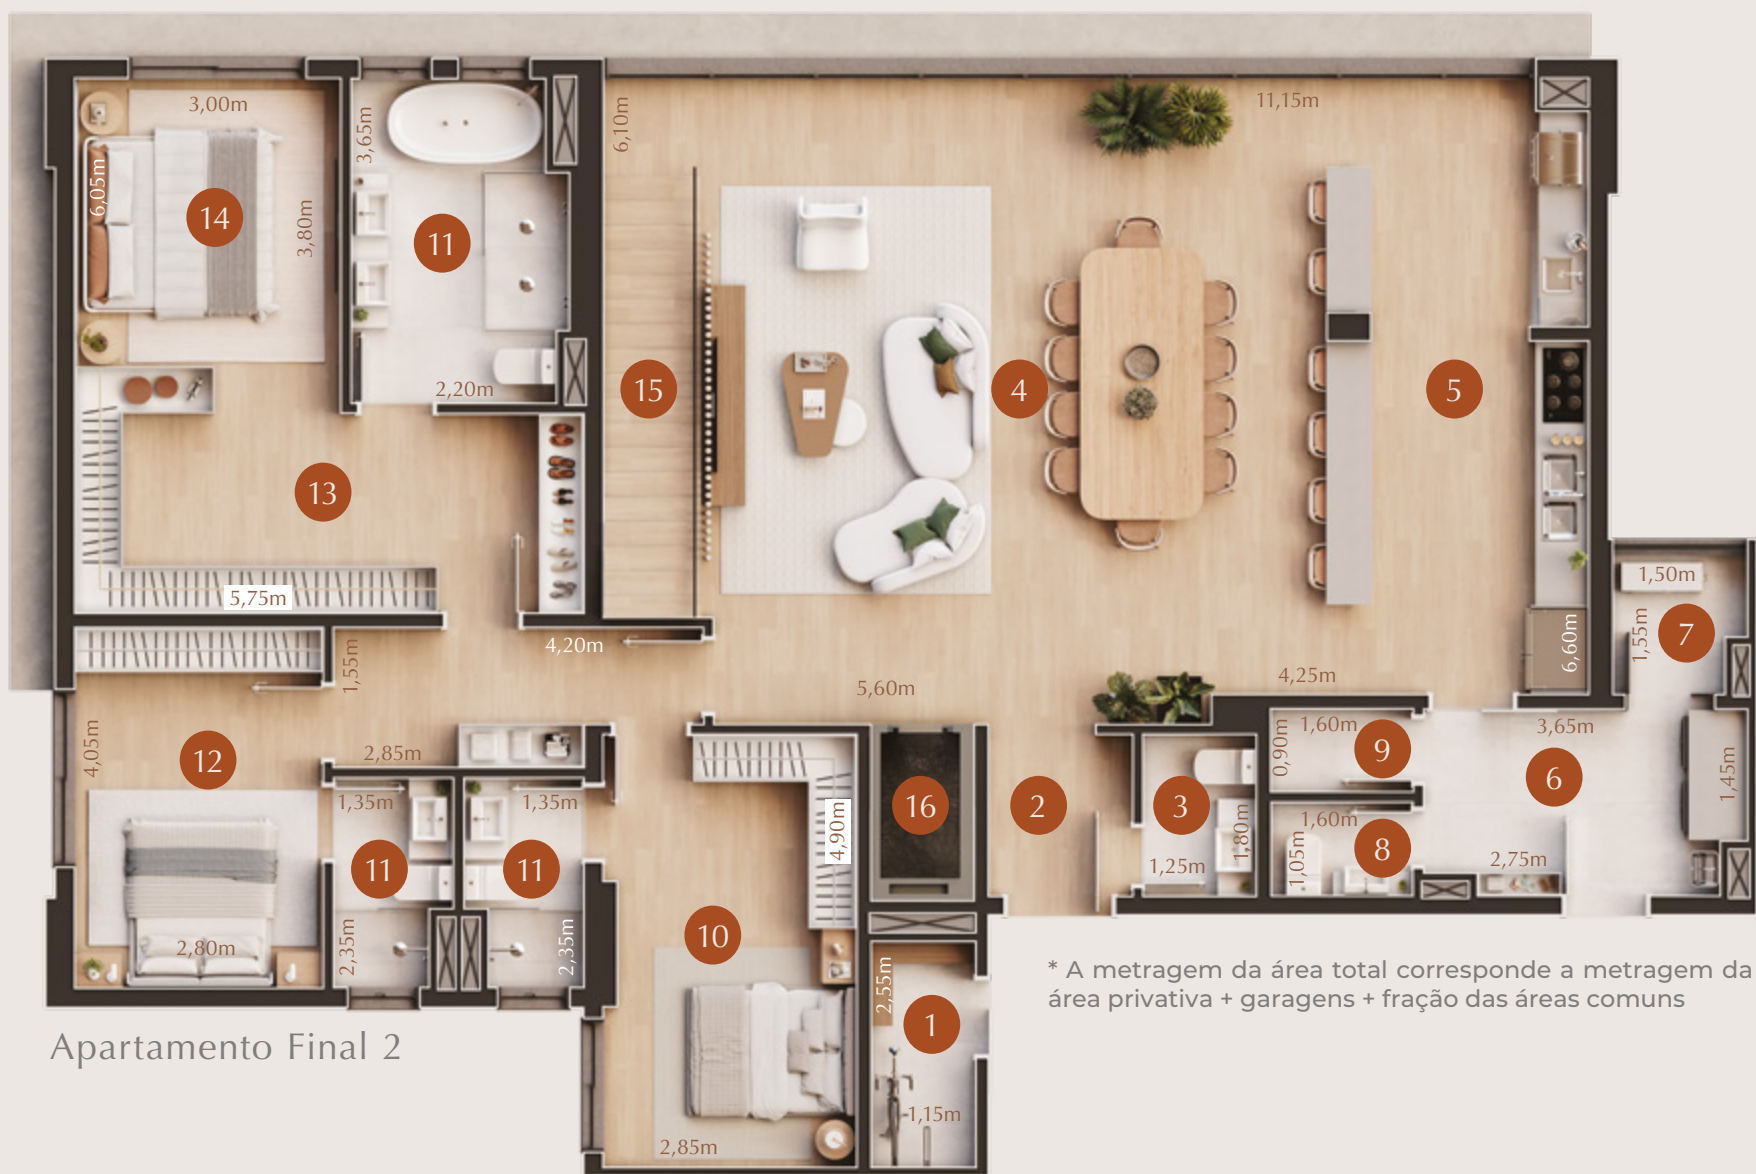 3,00m
3,65m
6,10m
11,15m
6,05m
14
3,80m
11
2,20m
15
4
5
13
5,75m
4,20m
1,55m
5,60m
4,25m
6,60m
1,50m
1,55m
7
4,05m
12
2,85m
1,35m
1,35m
11
11
2,35m
2,35m
2,80m
4,90m
10
2,85m
16
2
3
1,25m
1,80m
1,60m
0,90m
9
3,65m
6
1,45m
1,60m
1,05m
8
2,75m
2,55m
1
1,15m
* A metragem da área total corresponde a metragem da
área privativa + garagens + fração das áreas comuns
Apartamento Final 2